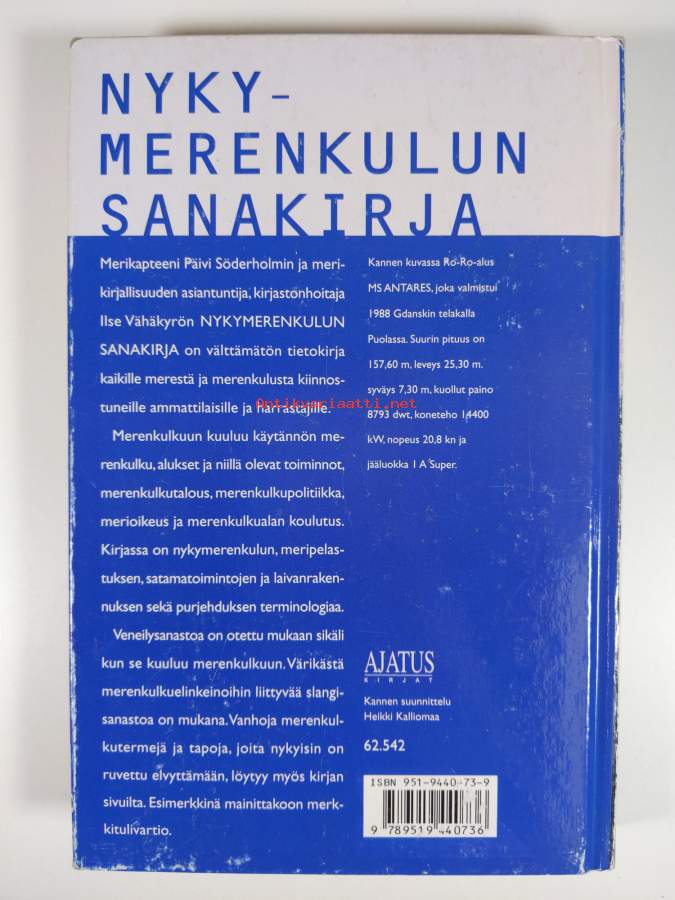 NYKY-
MERENKULUN
SANAKIRJA
Merikapteeni Päivi Söderholmin ja meri-
kirjallisuuden asiantuntija, kirjastonhoitaja
Ilse Vähäkyrön NYKYMERENKULUN
SANAKIRJA on välttämätön tietokirja
kaikille merestä ja merenkulusta kiinnos-
tuneille ammattilaisille ja harrastajille.
Merenkulkuun kuuluu käytännön me-
renkulku, alukset ja niillä olevat toiminnot,
merenkulkutalous, merenkulkupolitiikka,
merioikeus ja merenkulkualan koulutus.
Kirjassa on nykymerenkulun, meripelas-
tuksen, satamatoimintojen ja laivanraken-
nuksen sekä purjehduksen terminologiaa.
Veneilysanastoa on otettu mukaan sikäli
kun se kuuluu merenkulkuun. Värikästä
merenkulkuelinkeinoihin liittyvää slangi-
sanastoa on mukana. Vanhoja merenkul-
kutermejä ja tapoja, joita nykyisin on
ruvettu elvyttämään, löytyy myös kirjan
sivuilta. Esimerkkinä mainittakoon merk-
kitulivartio.
Kannen kuvassa Ro-Ro-alus
MS ANTARES, joka valmistui
1988 Gdanskin telakalla
Puolassa. Suurin pituus on
157,60 m, leveys 25,30 m.
syväys 7,30 m, kuollut paino
8793 dwt, koneteho 14400
kW, nopeus 20,8 kn ja
jääluokka 1 A Super.
Antikvariaatti.net
AJATUS
KIRJAT
Kannen suunnittelu
Heikki Kalliomaa
62.542
ISBN 951-9440-73-9
9 789519 440736